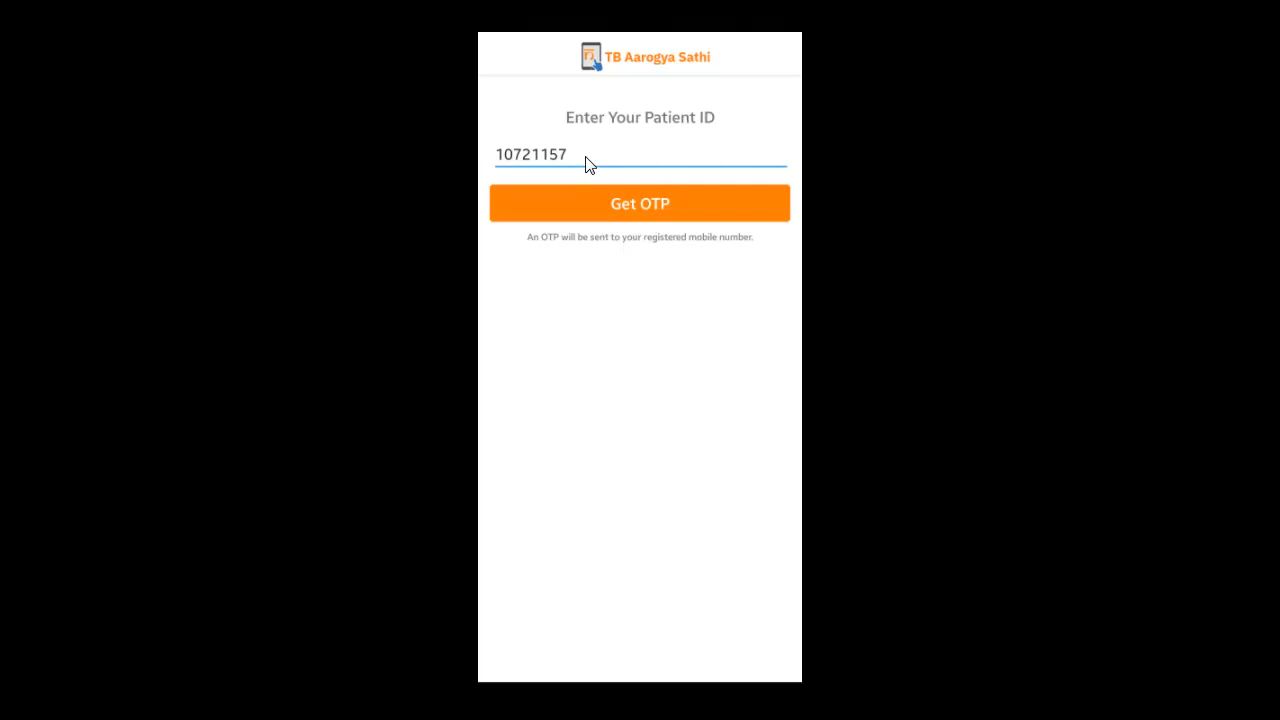 TB Aarogya Sathi
Enter Your Patient ID
10721157
Get OTP
An OTP will be sent to your registered mobile number.